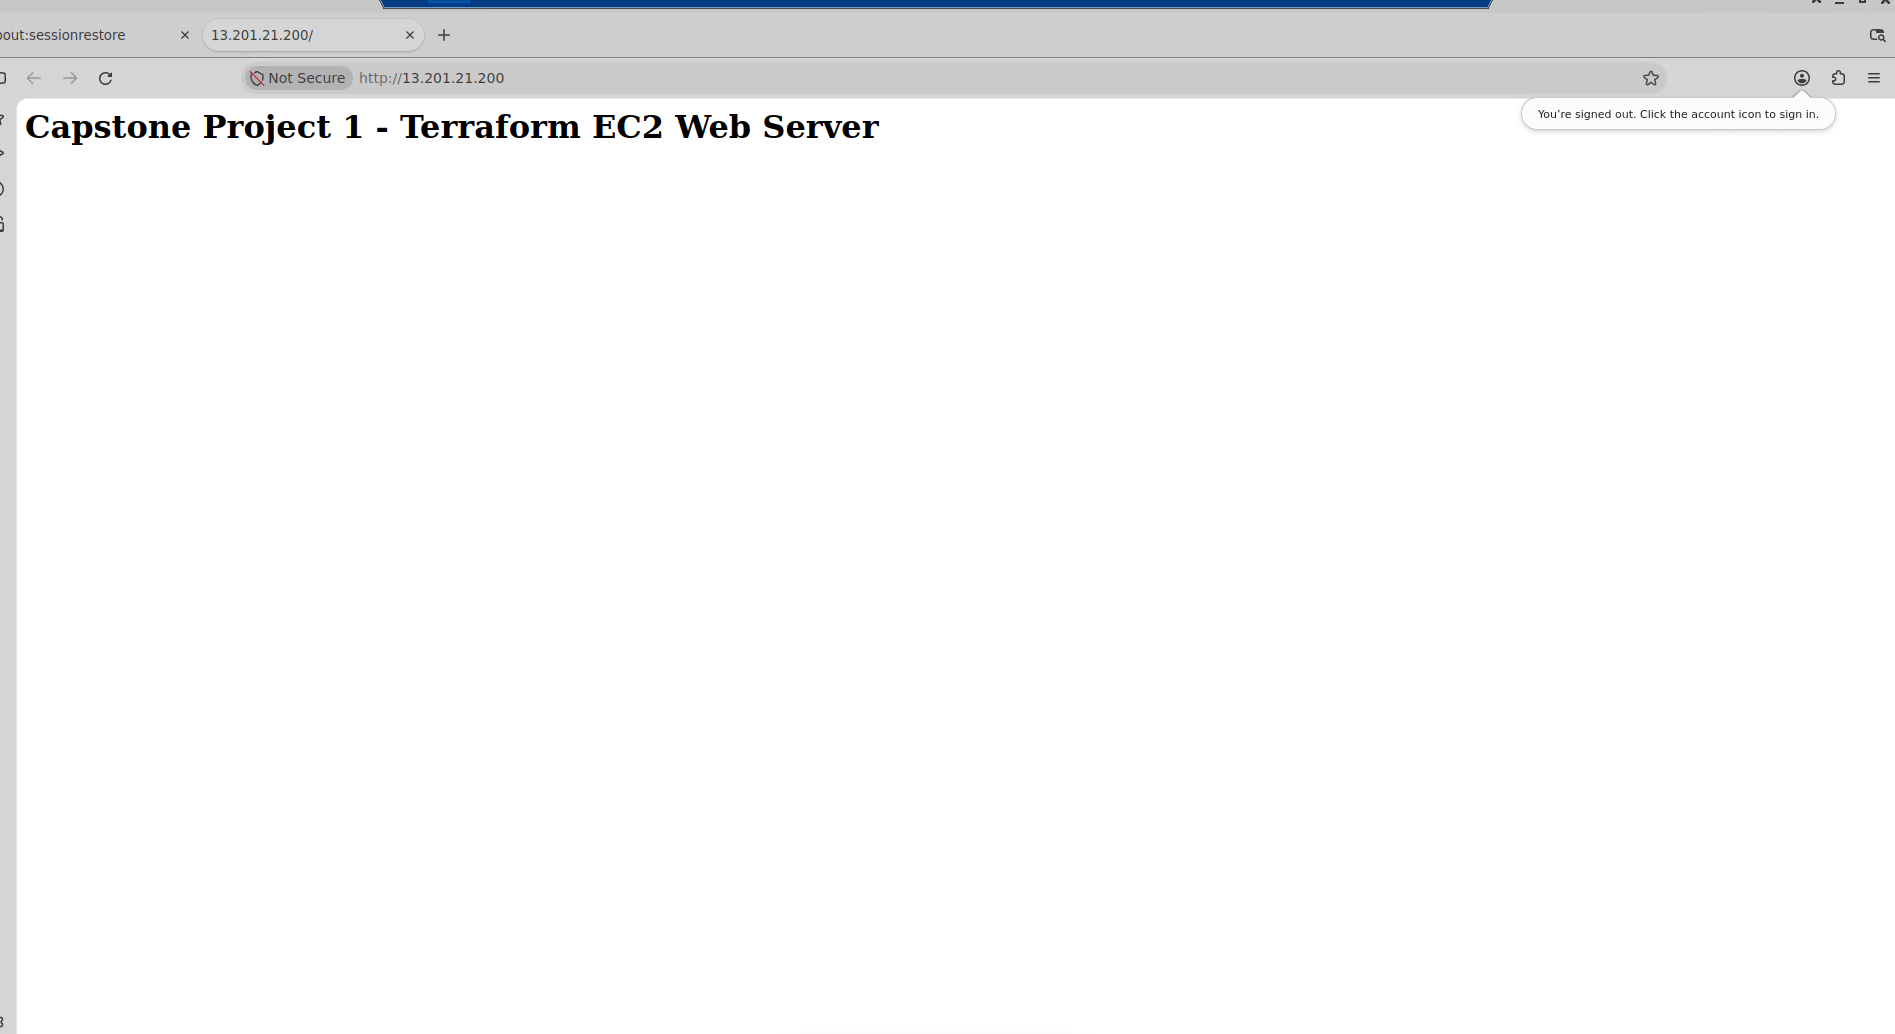 out:sessionrestore
13.201.21.200/
Not Secure http://13.201.21.200
You're signed out. Click the account icon to sign in.
Capstone Project 1 - Terraform EC2 Web Server